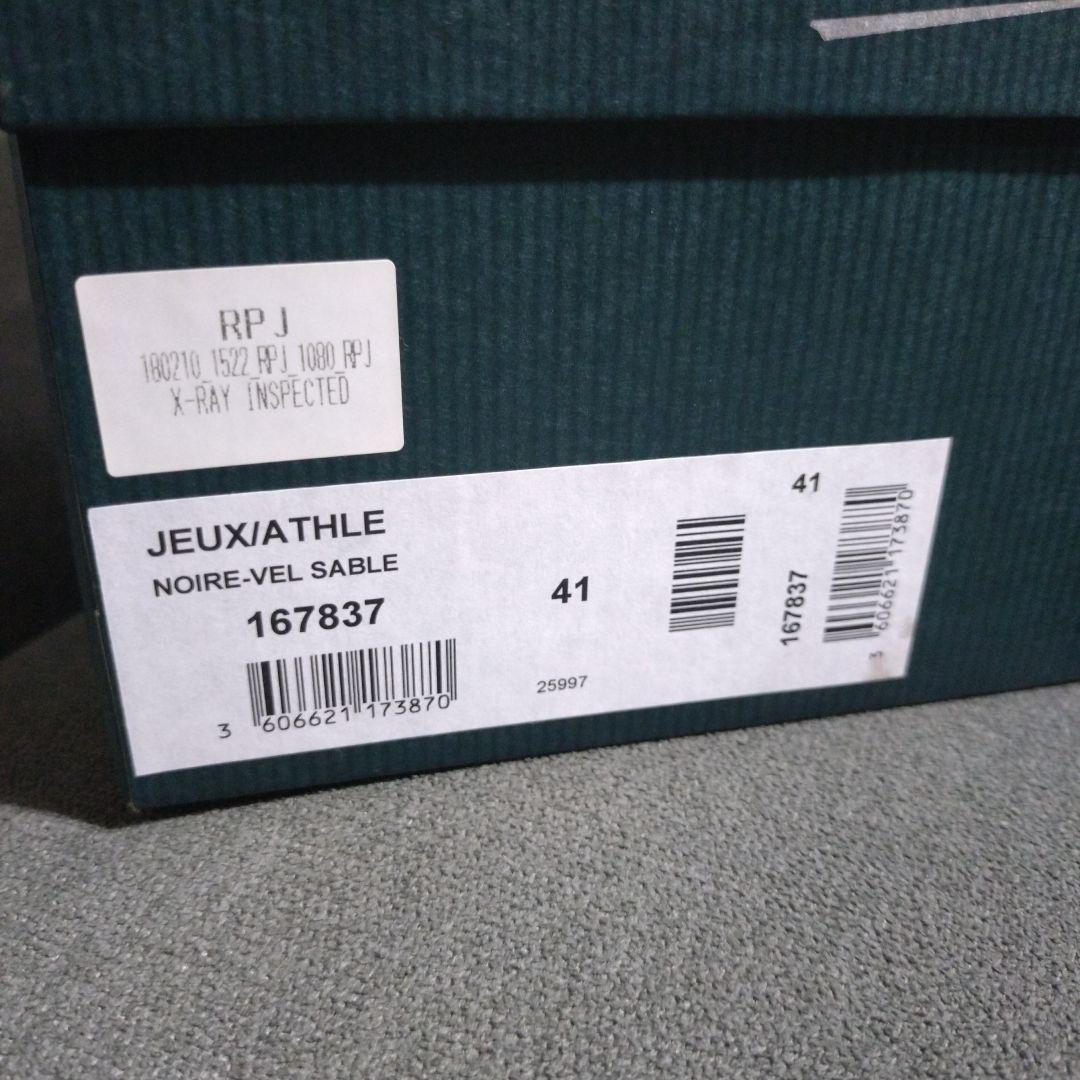 RPJ
180210_1522_RPJ_1080_RPJ
X-RAY INSPECTED
JEUX/ATHLE
NOIRE-VEL SABLE
167837
3 606621 173870
41
25997
41
167837
3 606621 173870